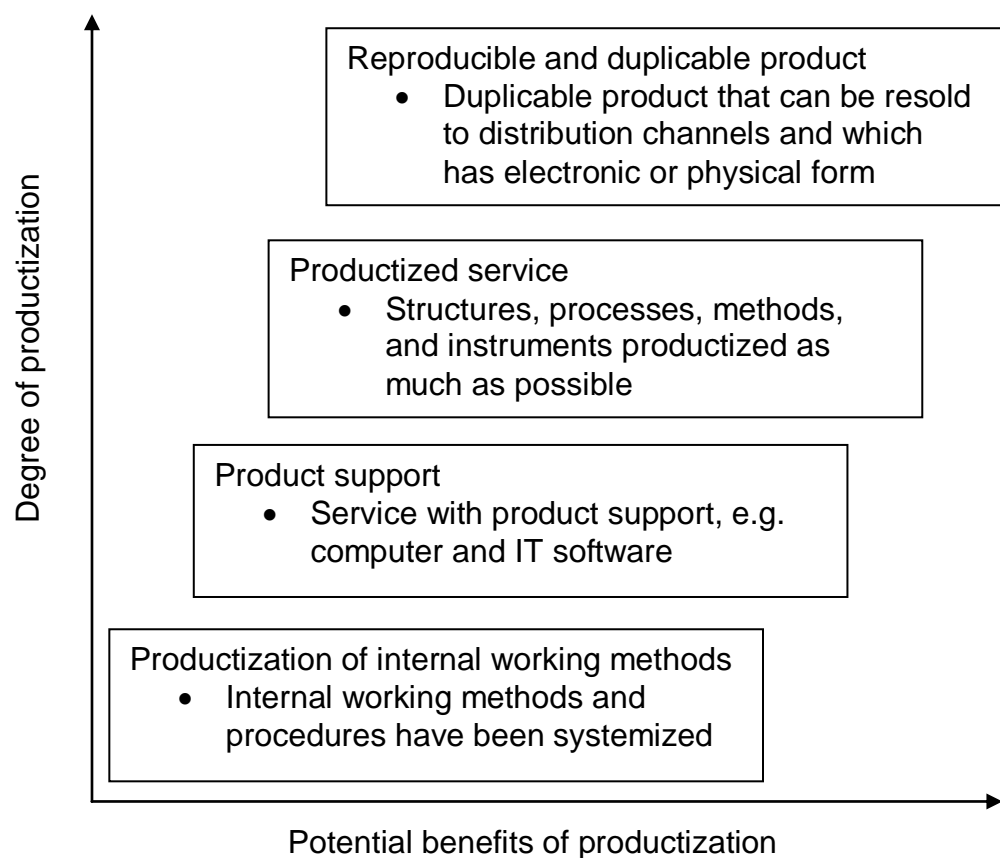 Reproducible and duplicable product
• Duplicable product that can be resold
to distribution channels and which
has electronic or physical form
Productized service
• Structures, processes, methods,
and instruments productized as
much as possible
Product support
• Service with product support, e.g.
computer and IT software
Productization of internal working methods
• Internal working methods and
procedures have been systemized
Degree of productization
Potential benefits of productization